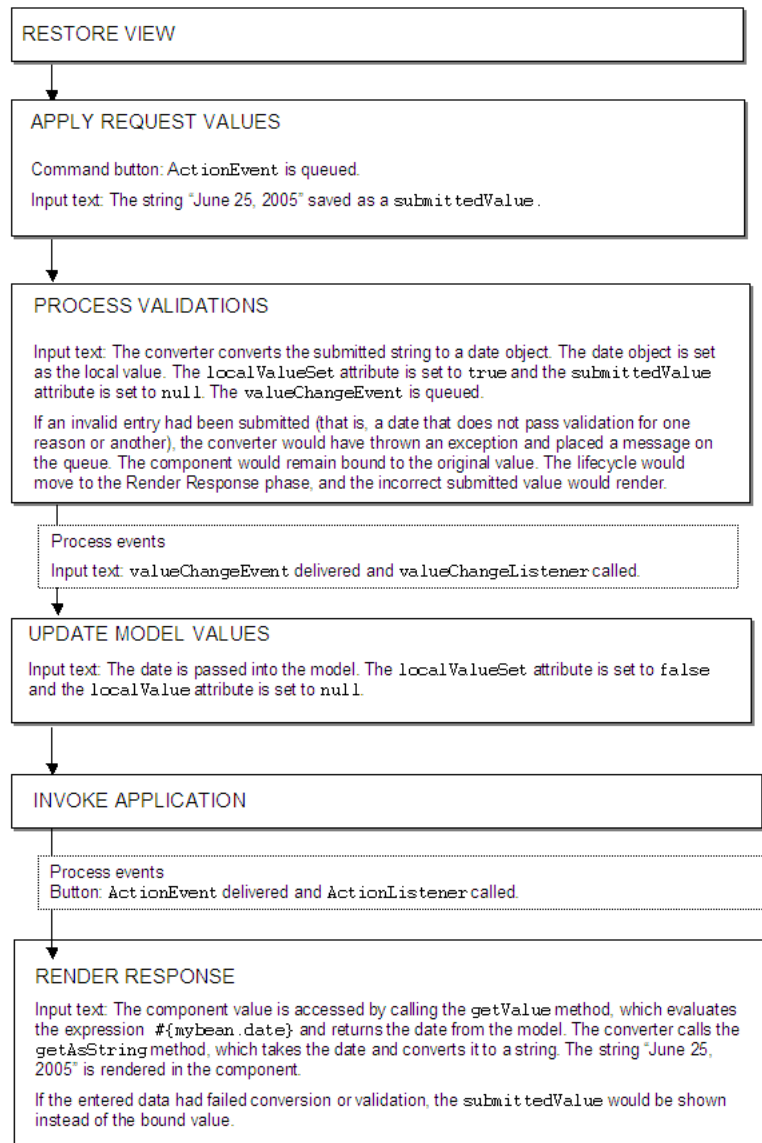 RESTORE VIEW
APPLY REQUEST VALUES
Command button: ActionEvent is queued.
Input text: The string “June 25, 2005” saved as a submittedValue.
PROCESS VALIDATIONS
Input text: The converter converts the submitted string to a date object. The date object is set
as the local value. The localValueSet attribute is set to true and the submittedValue
attribute is set to null. The valueChangeEvent is queued.
If an invalid entry had been submitted (that is, a date that does not pass validation for one
reason or another), the converter would have thrown an exception and placed a message on
the queue. The component would remain bound to the original value. The lifecycle would
move to the Render Response phase, and the incorrect submitted value would render.
Process events
Input text: valueChangeEvent delivered and valueChangeListener called.
UPDATE MODEL VALUES
Input text: The date is passed into the model. The localValueSet attribute is set to false
and the localValue attribute is set to null.
INVOKE APPLICATION
Process events
Button: ActionEvent delivered and ActionListener called.
RENDER RESPONSE
Input text: The component value is accessed by calling the getValue method, which evaluates
the expression #{mybean.date} and returns the date from the model. The converter calls the
getAsString method, which takes the date and converts it to a string. The string “June 25,
2005” is rendered in the component.
If the entered data had failed conversion or validation, the submittedValue would be shown
instead of the bound value.